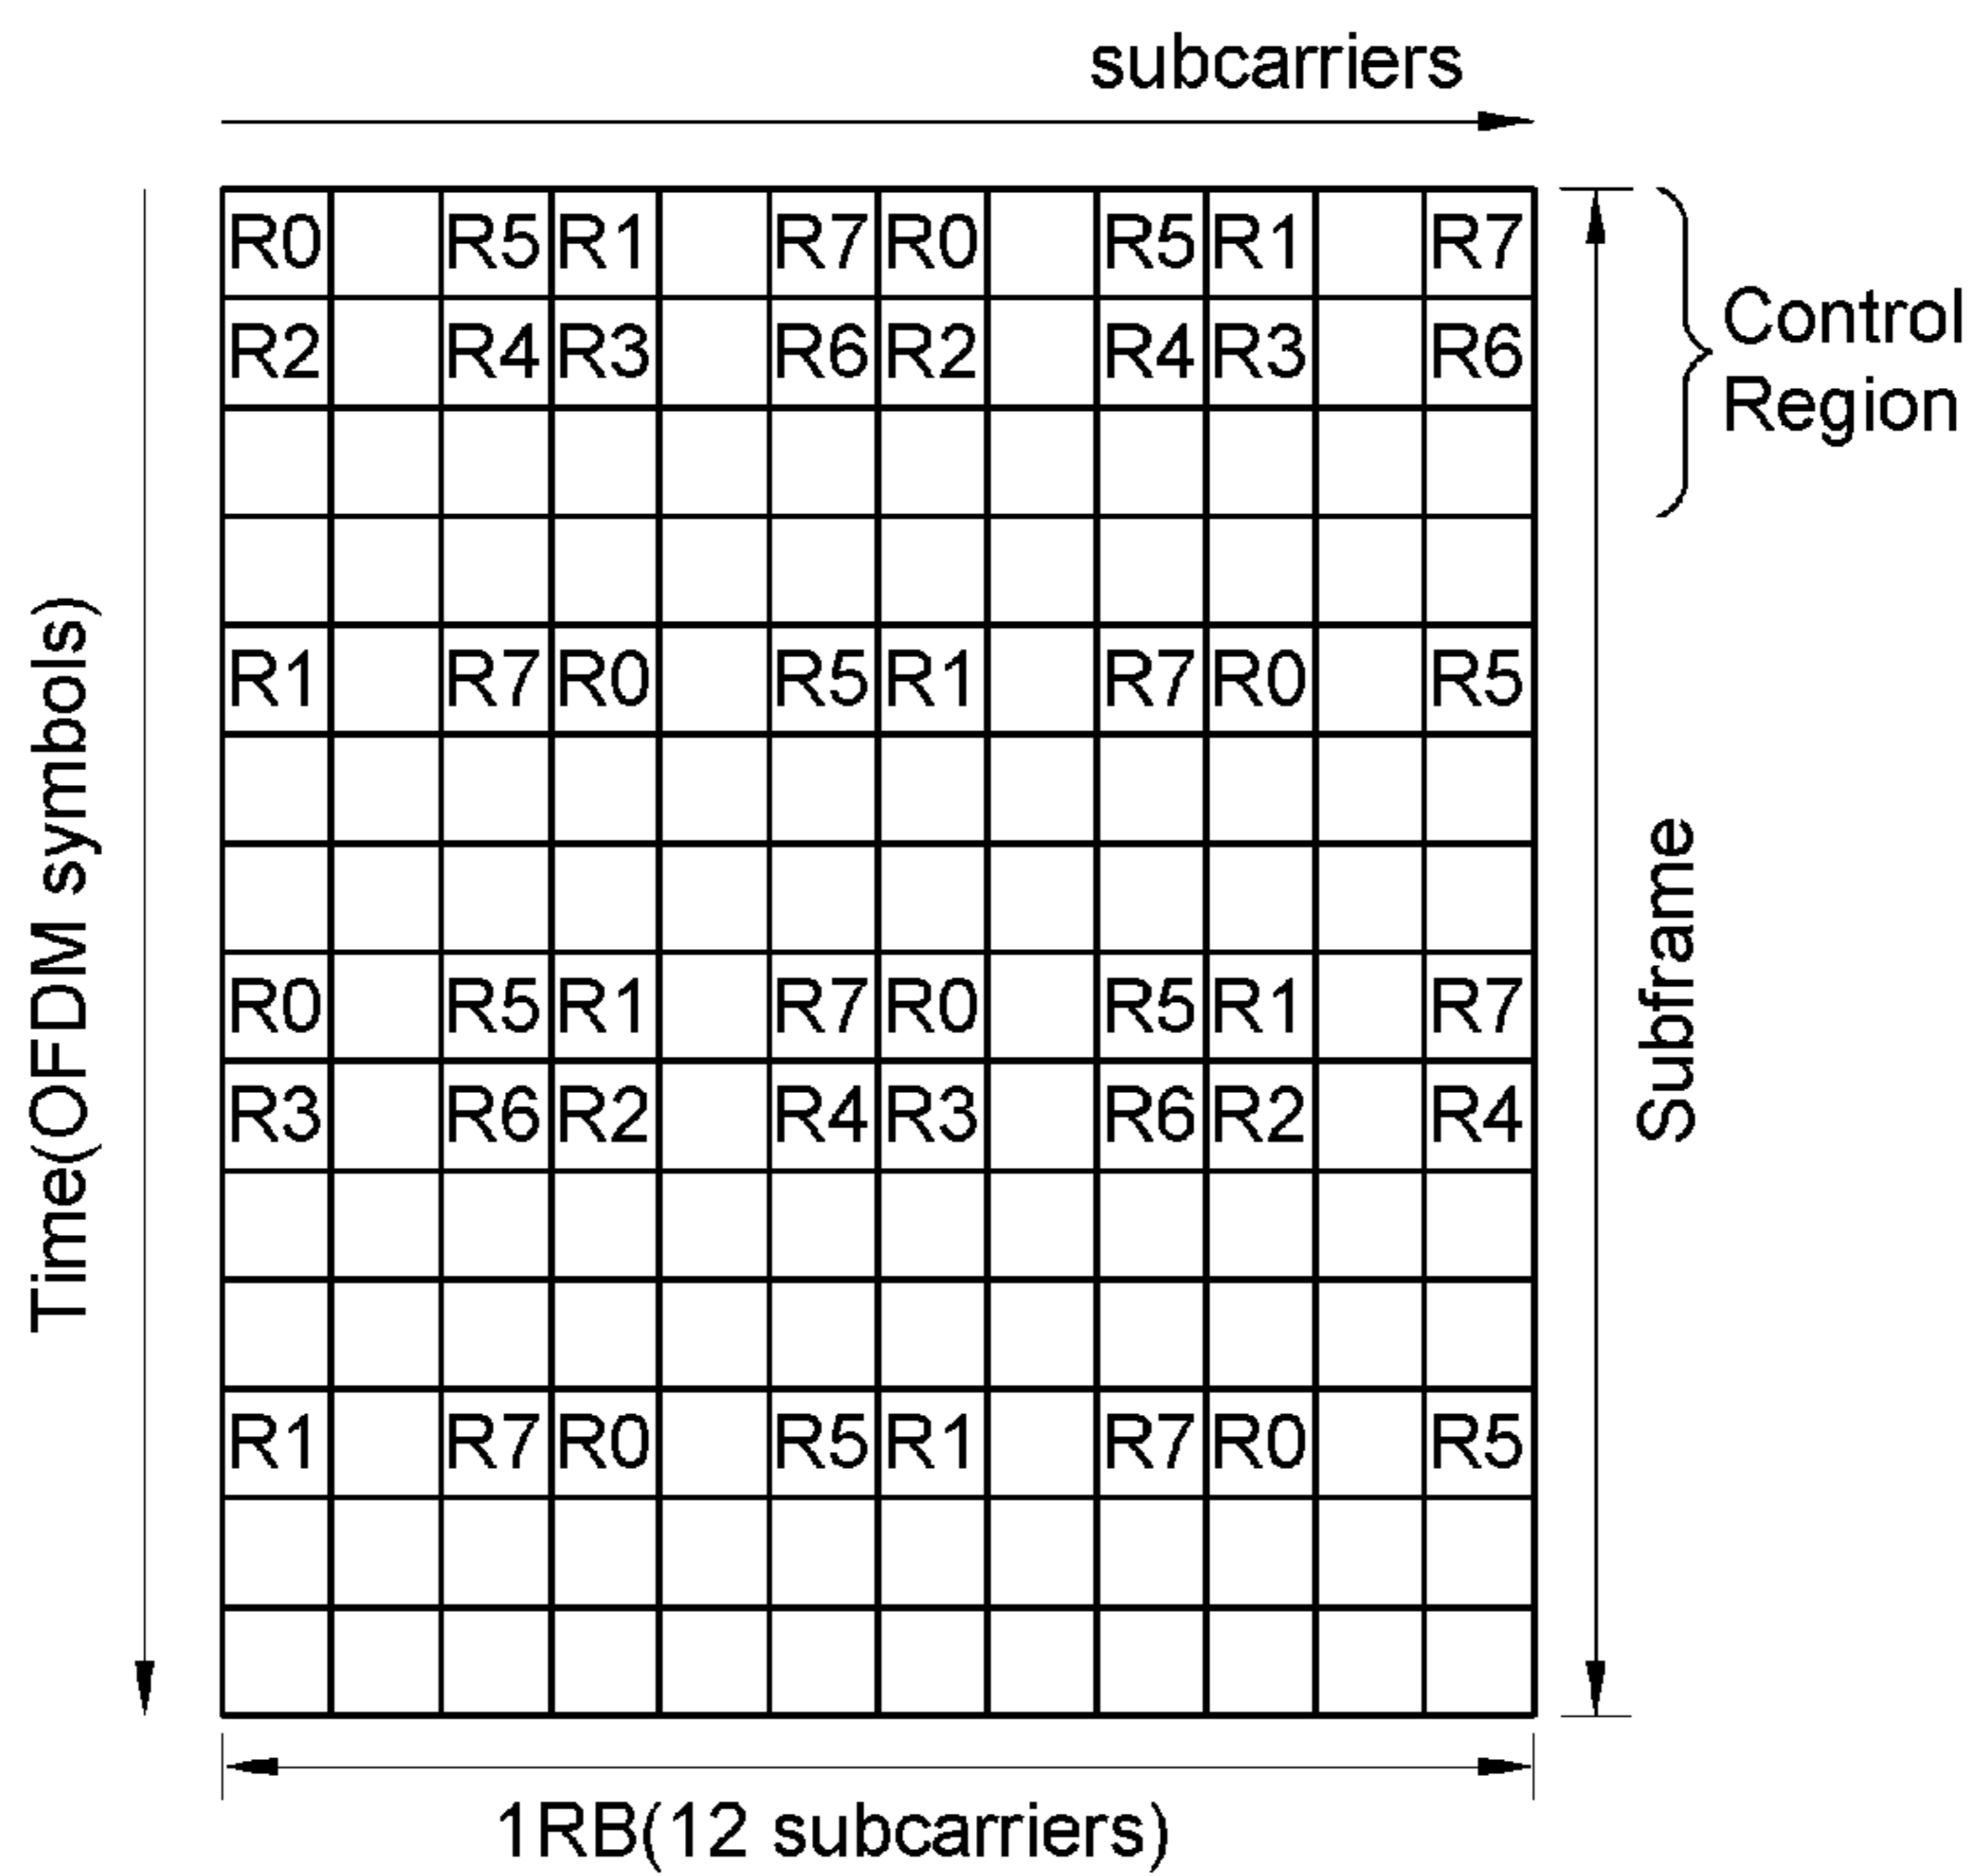 subcarriers
R0 R5 R1 R7 R0 R5 R1 R7
R2 R4 R3 R6 R2 R4 R3 R6
Control
Region
R1 R7 R0 R5 R1 R7 R0 R5
R0 R5 R1 R7 R0 R5 R1 R7
R3 R6 R2 R4 R3 R6 R2 R4
R1 R7 R0 R5 R1 R7 R0 R5
Time(OFDM symbols)
Subframe
1RB(12 subcarriers)